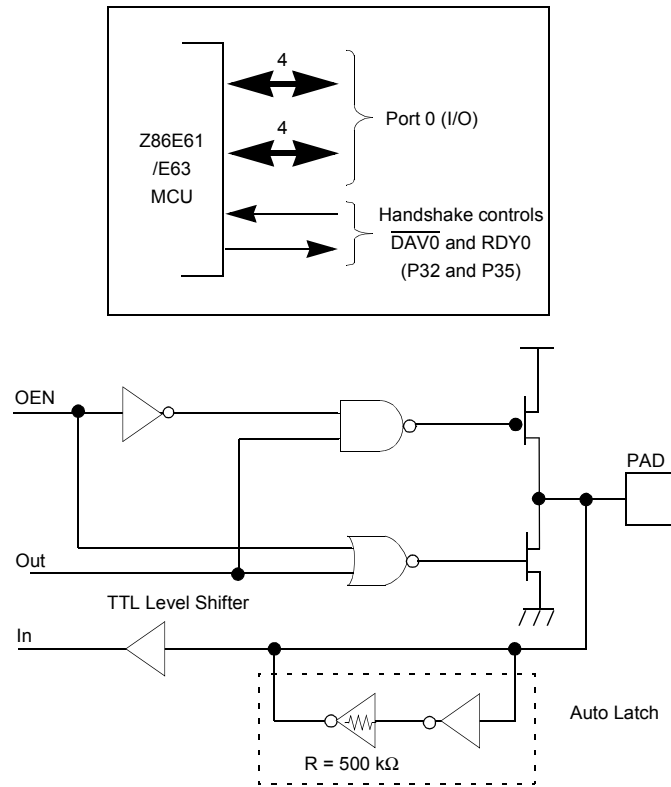 4
4
Z86E61
/E63
MCU
Port 0 (I/O)
Handshake controls
DAV0 and RDY0
(P32 and P35)
OEN
PAD
Out
TTL Level Shifter
In
Auto Latch
R = 500 kΩ